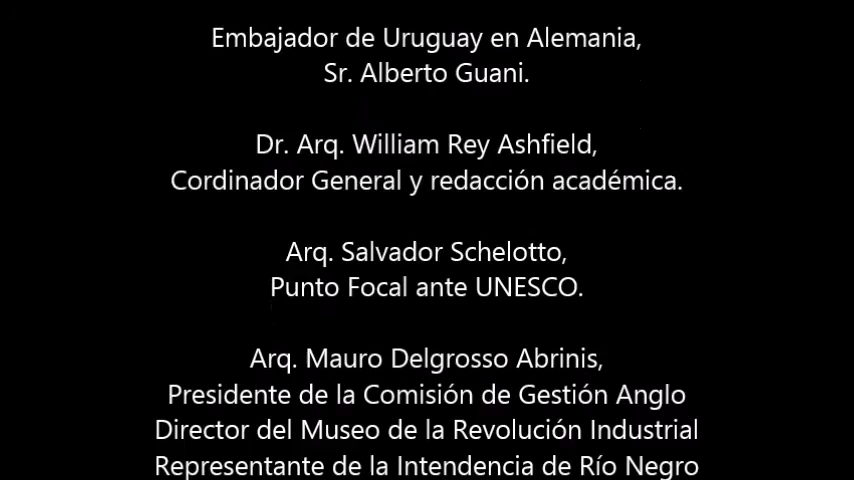 Embajador de Uruguay en Alemania,
Sr. Alberto Guani.
Dr. Arq. William Rey Ashfield,
Cordinador General y redacción académica.
Arq. Salvador Schelotto,
Punto Focal ante UNESCO.
Arq. Mauro Delgrosso Abrinis,
Presidente de la Comisión de Gestión Anglo
Director del Museo de la Revolución Industrial
Representante de la Intendencia de Río Negro